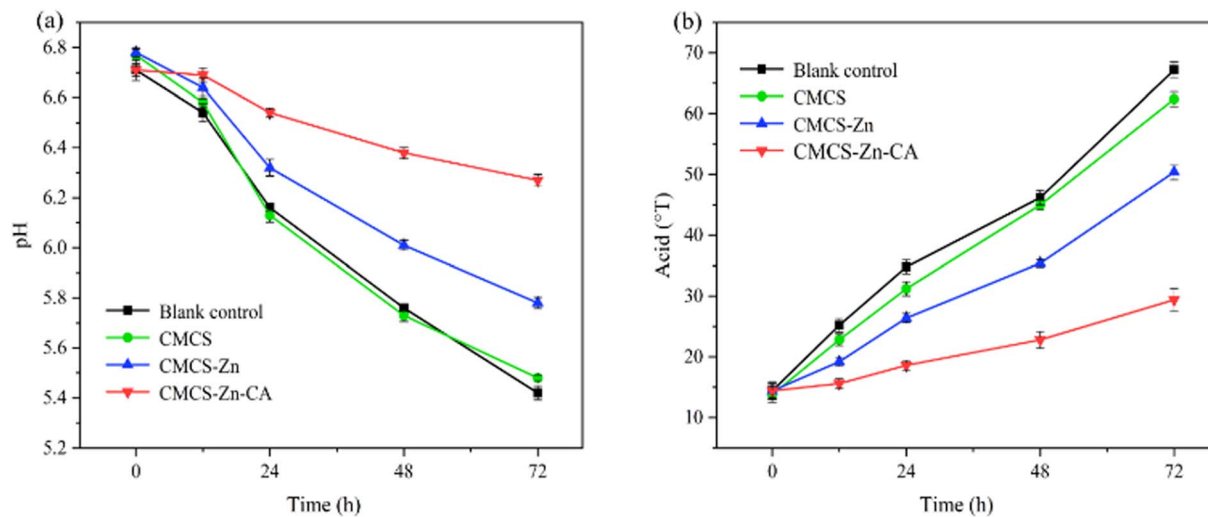 (a)
6.8
6.6
6.4
6.2
6.0
5.8
5.6
5.4
5.2
pH
Blank control
CMCS
CMCS-Zn
CMCS-Zn-CA
0
24
48
72
Time (h)
(b)
70
60
50
40
30
20
10
Acid (°T)
Blank control
CMCS
CMCS-Zn
CMCS-Zn-CA
0
24
48
72
Time (h)